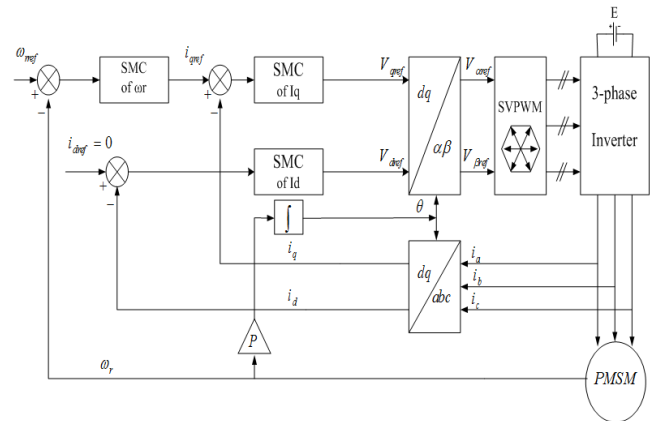 E
ω_rref
+
−
SMC
of ωr
i_qref
+
−
SMC
of Iq
V_qref
dq
αβ
V_αref
SVPWM
3-phase
Inverter
i_dref = 0
+
−
SMC
of Id
V_dref
V_βref
∫
θ
i_q
dq
abc
i_a
i_b
i_c
i_d
P
ω_r
PMSM